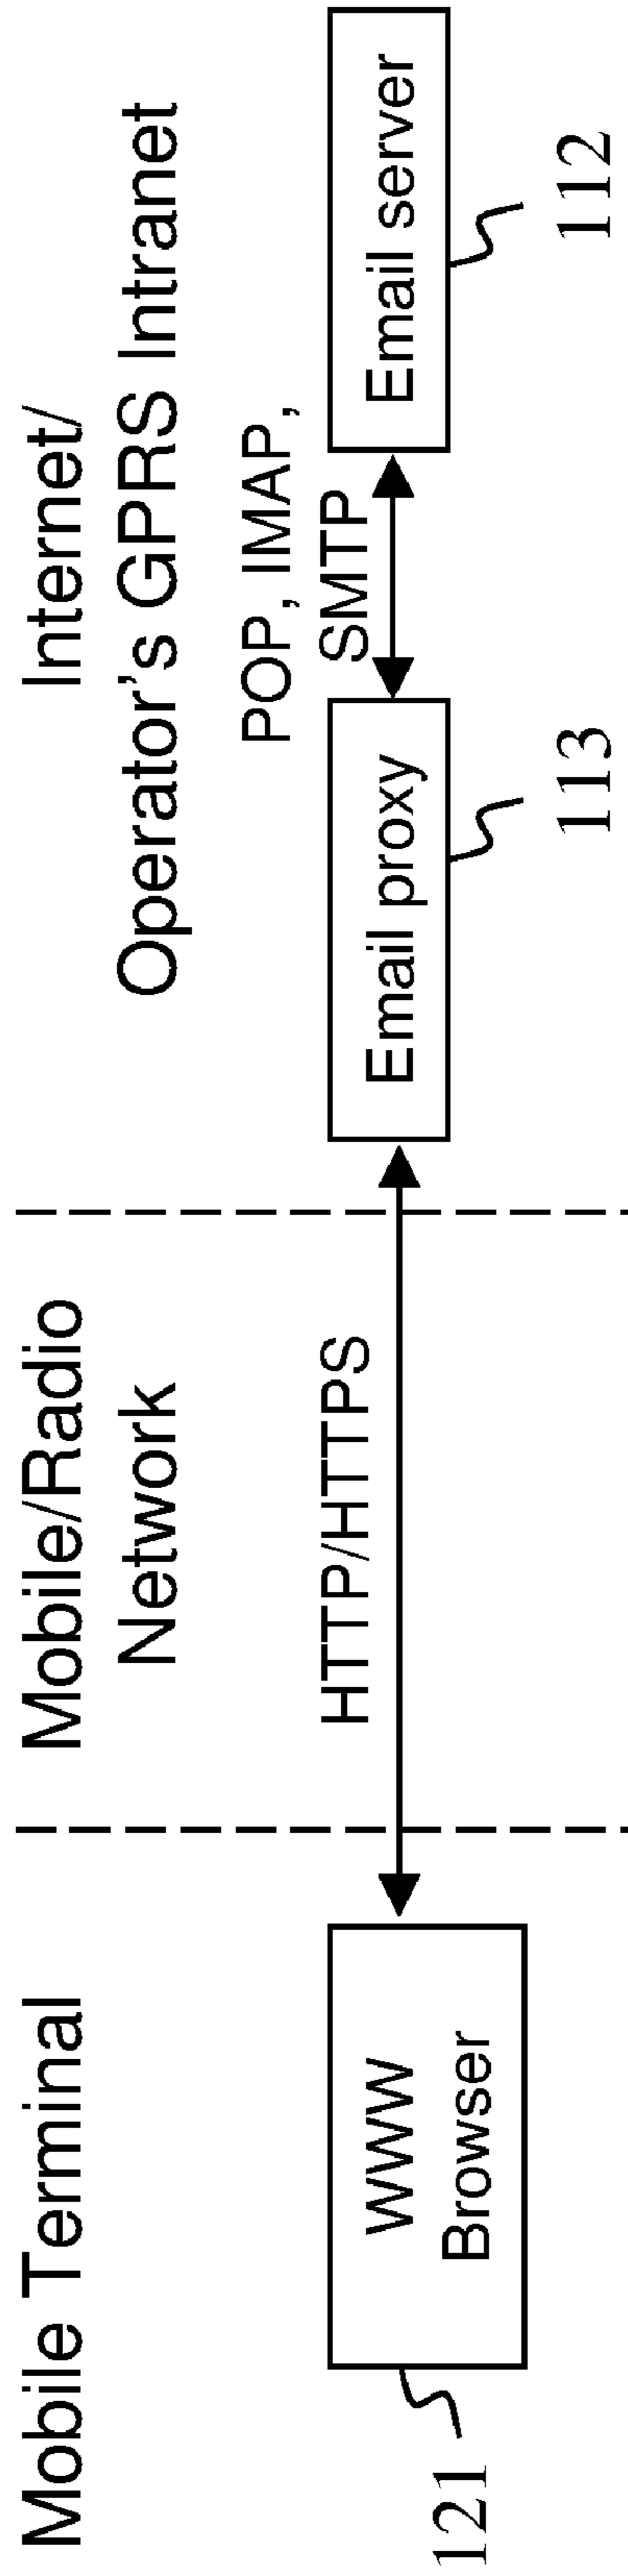 Mobile Terminal
Mobile/Radio
Network
Internet/
Operator's GPRS Intranet
WWW
Browser
121
HTTP/HTTPS
Email proxy
113
POP, IMAP,
SMTP
Email server
112